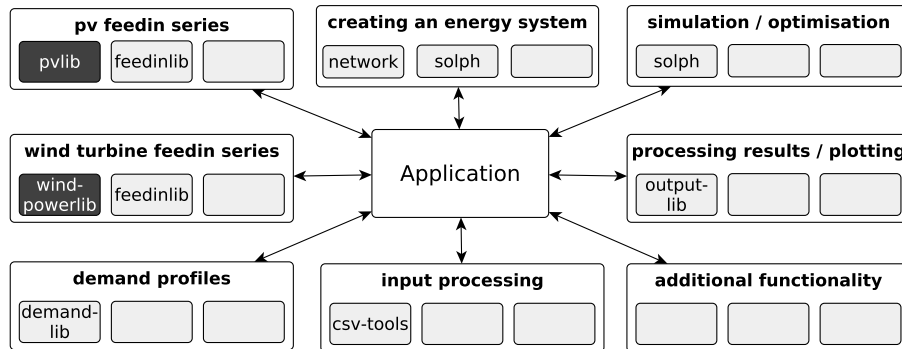 pv feedin series
pvlib
feedinlib
creating an energy system
network
solph
simulation / optimisation
solph
wind turbine feedin series
wind-
powerlib
feedinlib
Application
processing results / plotting
output-
lib
demand profiles
demand-
lib
input processing
csv-tools
additional functionality